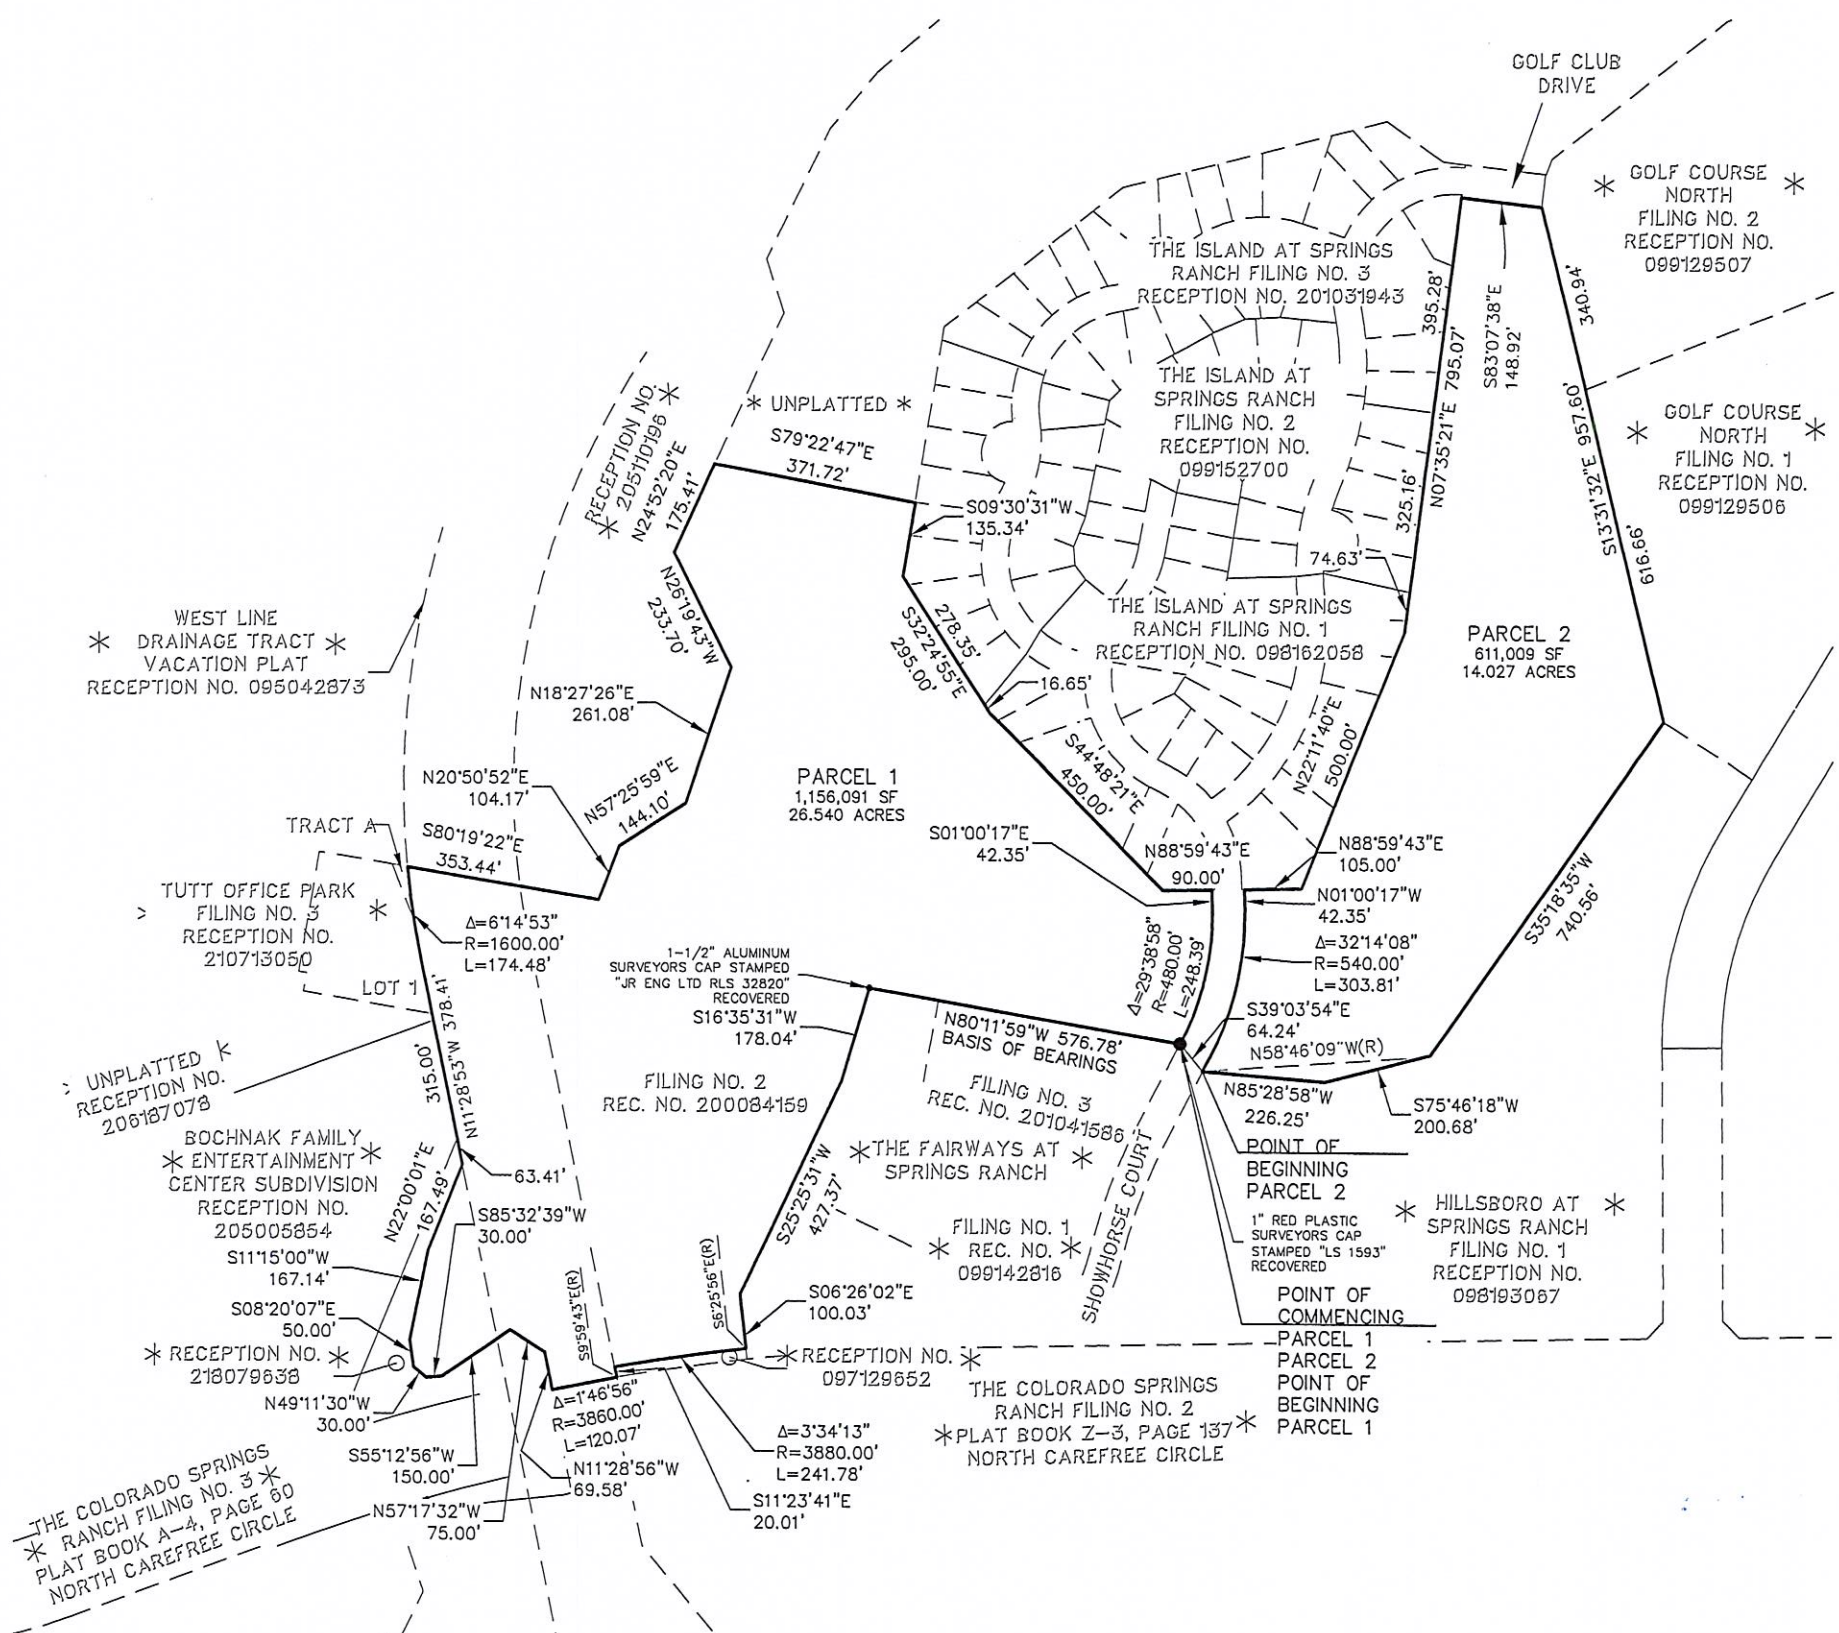 GOLF CLUB
DRIVE
GOLF COURSE
NORTH
FILING NO. 2
RECEPTION NO.
099129507
THE ISLAND AT SPRINGS
RANCH FILING NO. 3
RECEPTION NO. 201031943
395.28'
N07°35'21"E 795.07'
325.16'
74.63'
S83°07'38"E
148.92'
340.94'
S13°31'32"E 957.60'
616.66'
GOLF COURSE
NORTH
FILING NO. 1
RECEPTION NO.
099129506
THE ISLAND AT
SPRINGS RANCH
FILING NO. 2
RECEPTION NO.
099152700
RECEPTION NO.
205110196
N24°52'20"E
175.41'
UNPLATTED
S79°22'47"E
371.72'
S09°30'31"W
135.34'
N26°19'43"W
233.70'
278.35'
S32°24'55"E
295.00'
16.65'
THE ISLAND AT SPRINGS
RANCH FILING NO. 1
RECEPTION NO. 098162058
PARCEL 2
611,009 SF
14.027 ACRES
WEST LINE
DRAINAGE TRACT
VACATION PLAT
RECEPTION NO. 095042873
N18°27'26"E
261.08'
N20°50'52"E
104.17'
N57°25'59"E
144.10'
PARCEL 1
1,156,091 SF
26.540 ACRES
S44°48'21"E
450.00'
N22°11'40"E
500.00'
TRACT A
S80°19'22"E
353.44'
S01°00'17"E
42.35'
N88°59'43"E
90.00'
N88°59'43"E
105.00'
N01°00'17"W
42.35'
TUTT OFFICE PARK
FILING NO. 3
RECEPTION NO.
210713050
LOT 1
Δ=6°14'53"
R=1600.00'
L=174.48'
1-1/2" ALUMINUM
SURVEYORS CAP STAMPED
"JR ENG LTD RLS 32820"
RECOVERED
S16°35'31"W
178.04'
Δ=29°38'58"
R=480.00'
L=248.39'
Δ=32°14'08"
R=540.00'
L=303.81'
S35°18'35"W
740.56'
S39°03'54"E
64.24'
N58°46'09"W(R)
N80°11'59"W 576.78'
BASIS OF BEARINGS
N85°28'58"W
226.25'
S75°46'18"W
200.68'
UNPLATTED
RECEPTION NO.
206187078
315.00'
N11°28'53"W 378.41'
FILING NO. 2
REC. NO. 200084159
FILING NO. 3
REC. NO. 201041586
THE FAIRWAYS AT
SPRINGS RANCH
SHOWHORSE COURT
POINT OF
BEGINNING
PARCEL 2
BOCHNAK FAMILY
ENTERTAINMENT
CENTER SUBDIVISION
RECEPTION NO.
205005854
N22°00'01"E
167.49'
63.41'
S85°32'39"W
30.00'
S25°25'31"W
427.37'
FILING NO. 1
REC. NO.
099142816
1" RED PLASTIC
SURVEYORS CAP
STAMPED "LS 1593"
RECOVERED
HILLSBORO AT
SPRINGS RANCH
FILING NO. 1
RECEPTION NO.
098193067
S11°15'00"W
167.14'
S08°20'07"E
50.00'
S9°59'43"E(R)
S6°25'56"E(R)
S06°26'02"E
100.03'
POINT OF
COMMENCING
PARCEL 1
PARCEL 2
POINT OF
BEGINNING
PARCEL 1
RECEPTION NO.
218079638
N49°11'30"W
30.00'
S55°12'56"W
150.00'
N57°17'32"W
75.00'
Δ=1°46'56"
R=3860.00'
L=120.07'
N11°28'56"W
69.58'
RECEPTION NO.
097129652
Δ=3°34'13"
R=3880.00'
L=241.78'
S11°23'41"E
20.01'
THE COLORADO SPRINGS
RANCH FILING NO. 2
PLAT BOOK Z-3, PAGE 137
NORTH CAREFREE CIRCLE
THE COLORADO SPRINGS
RANCH FILING NO. 3
PLAT BOOK A-4, PAGE 60
NORTH CAREFREE CIRCLE